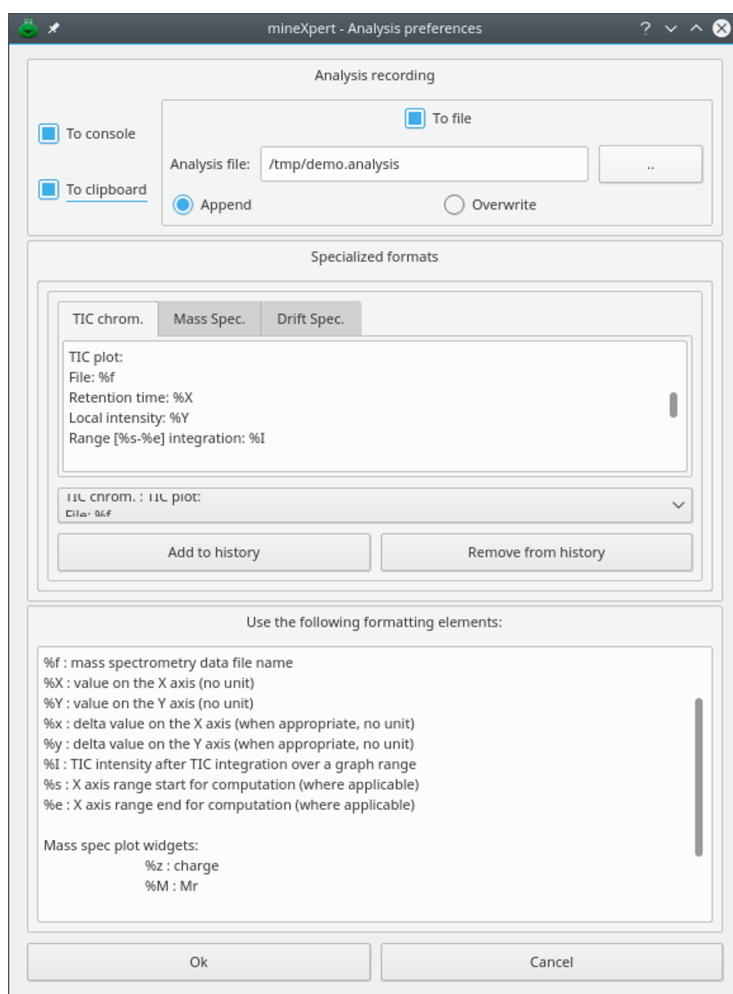 mineXpert - Analysis preferences
Analysis recording
To console
To file
Analysis file: /tmp/demo.analysis ..
To clipboard
Append Overwrite
Specialized formats
TIC chrom. Mass Spec. Drift Spec.
TIC plot:
File: %f
Retention time: %X
Local intensity: %Y
Range [%s-%e] integration: %I
TIC chrom. : TIC plot:
File: %f
Add to history Remove from history
Use the following formatting elements:
%f : mass spectrometry data file name
%X : value on the X axis (no unit)
%Y : value on the Y axis (no unit)
%x : delta value on the X axis (when appropriate, no unit)
%y : delta value on the Y axis (when appropriate, no unit)
%I : TIC intensity after TIC integration over a graph range
%s : X axis range start for computation (where applicable)
%e : X axis range end for computation (where applicable)
Mass spec plot widgets:
%z : charge
%M : Mr
Ok Cancel